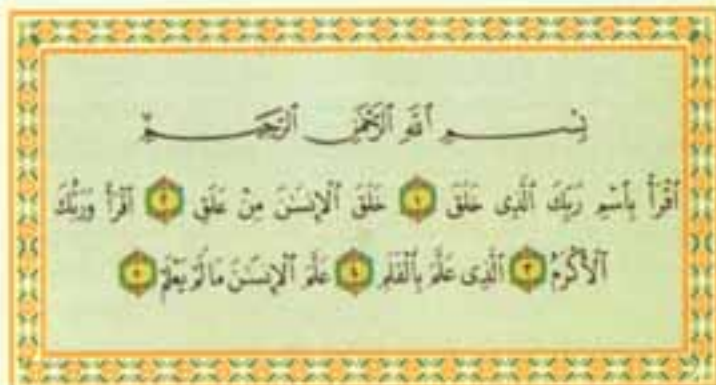 بِسْمِ ٱللَّهِ ٱلرَّحْمَٰنِ ٱلرَّحِيمِ
ٱقْرَأْ بِٱسْمِ رَبِّكَ ٱلَّذِى خَلَقَ ١ خَلَقَ ٱلْإِنسَٰنَ مِنْ عَلَقٍ ٢ ٱقْرَأْ وَرَبُّكَ
ٱلْأَكْرَمُ ٣ ٱلَّذِى عَلَّمَ بِٱلْقَلَمِ ٤ عَلَّمَ ٱلْإِنسَٰنَ مَا لَمْ يَعْلَمْ ٥